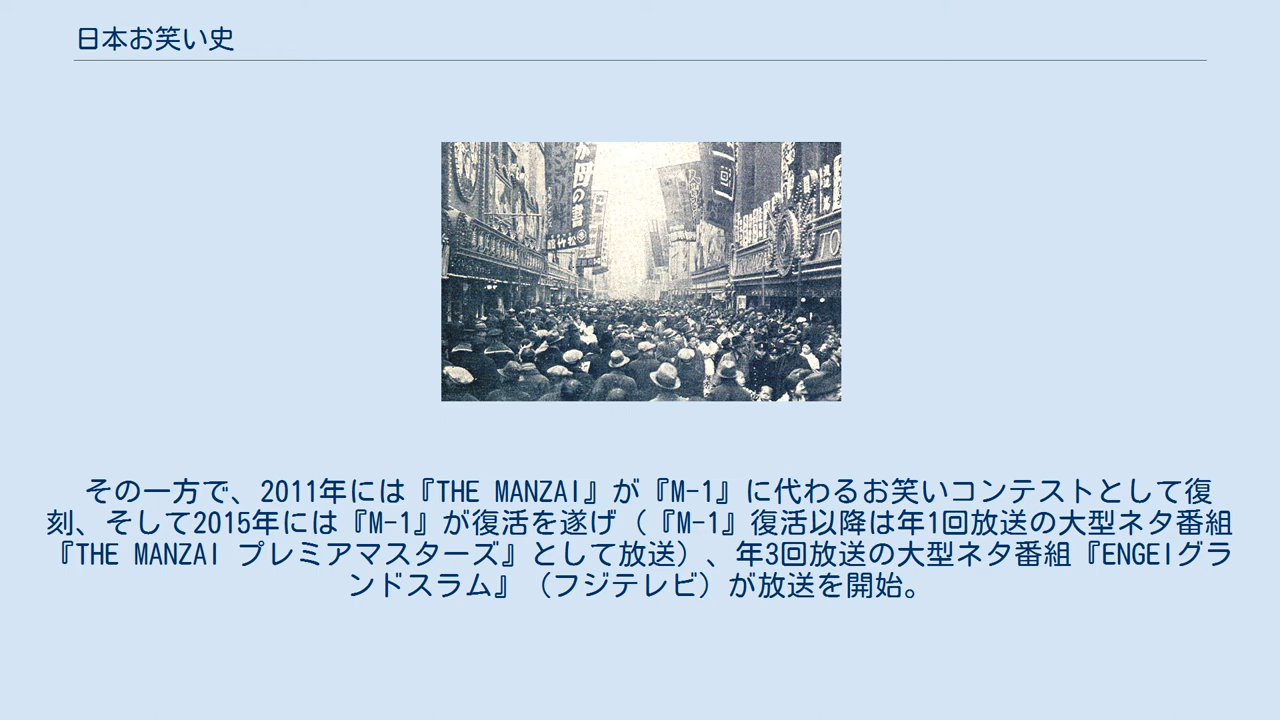 日本お笑い史
母の書
松竹館
その一方で、2011年には『THE MANZAI』が『M-1』に代わるお笑いコンテストとして復
刻、そして2015年には『M-1』が復活を遂げ（『M-1』復活以降は年1回放送の大型ネタ番組
『THE MANZAI プレミアマスターズ』として放送）、年3回放送の大型ネタ番組『ENGEIグラ
ンドスラム』（フジテレビ）が放送を開始。